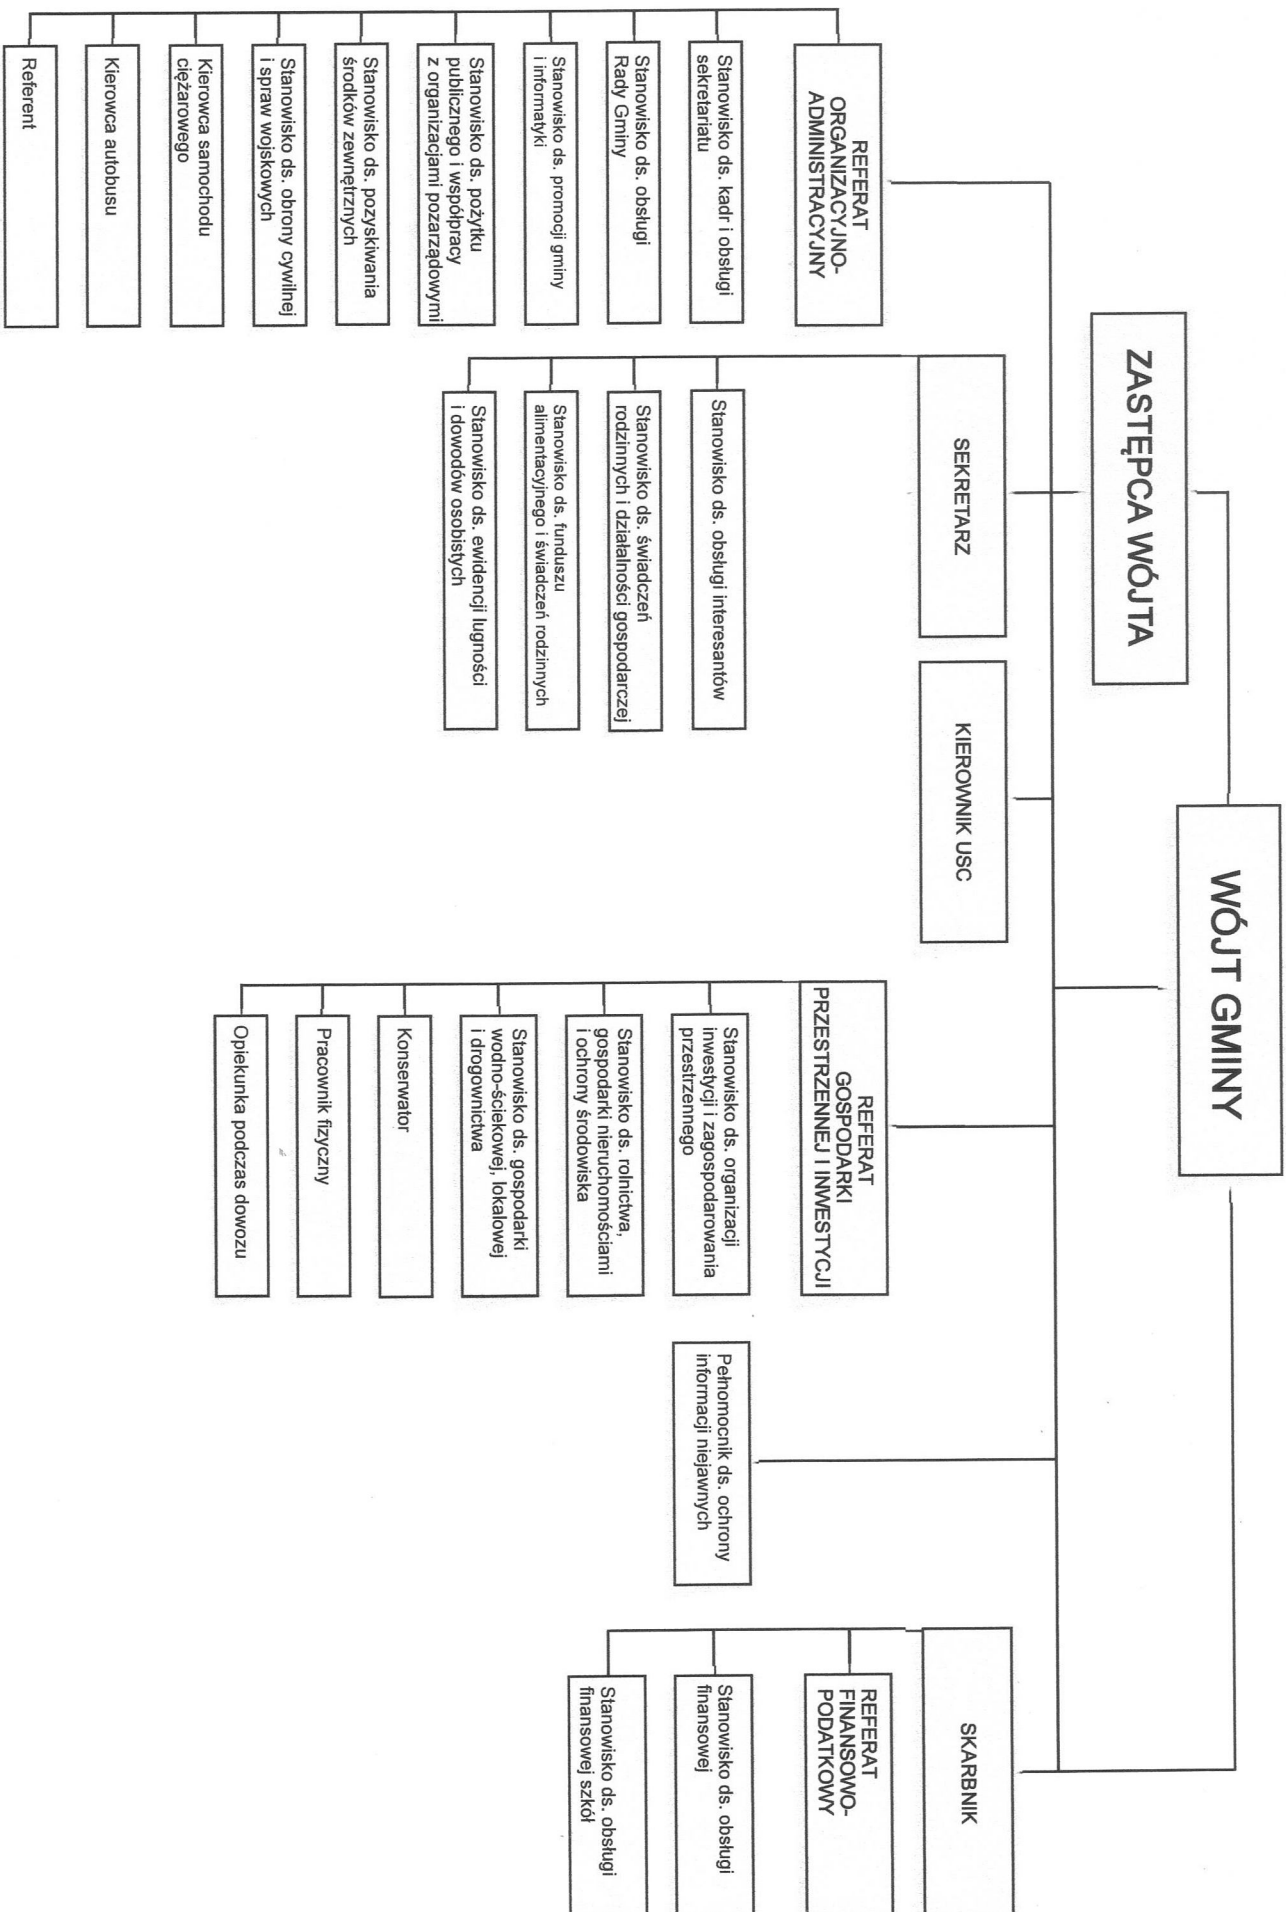 WÓJT GMINY
ZASTĘPCA WÓJTA
REFERAT
ORGANIZACYJNO-
ADMINISTRACYJNY
Stanowisko ds. kadr i obsługi
sekretariatu
Stanowisko ds. obsługi
Rady Gminy
Stanowisko ds. promocji gminy
i informatyki
Stanowisko ds. pożytku
publicznego i współpracy
z organizacjami pozarządowymi
Stanowisko ds. pozyskiwania
środków zewnętrznych
Stanowisko ds. obrony cywilnej
i spraw wojskowych
Kierowca samochodu
ciężarowego
Kierowca autobusu
Referent
SEKRETARZ
Stanowisko ds. obsługi interesantów
Stanowisko ds. świadczeń
rodzinnych i działalności gospodarczej
Stanowisko ds. funduszu
alimentacyjnego i świadczeń rodzinnych
Stanowisko ds. ewidencji lugności
i dowodów osobistych
KIEROWNIK USC
REFERAT
GOSPODARKI
PRZESTRZENNEJ I INWESTYCJI
Stanowisko ds. organizacji
inwestycji i zagospodarowania
przestrzennego
Stanowisko ds. rolnictwa,
gospodarki nieruchomościami
i ochrony środowiska
Stanowisko ds. gospodarki
wodno-ściekowej, lokalowej
i drogownictwa
Konserwator
Pracownik fizyczny
Opiekunka podczas dowozu
Pełnomocnik ds. ochrony
informacji niejawnych
SKARBNIK
REFERAT
FINANSOWO-
PODATKOWY
Stanowisko ds. obsługi
finansowej
Stanowisko ds. obsługi
finansowej szkół